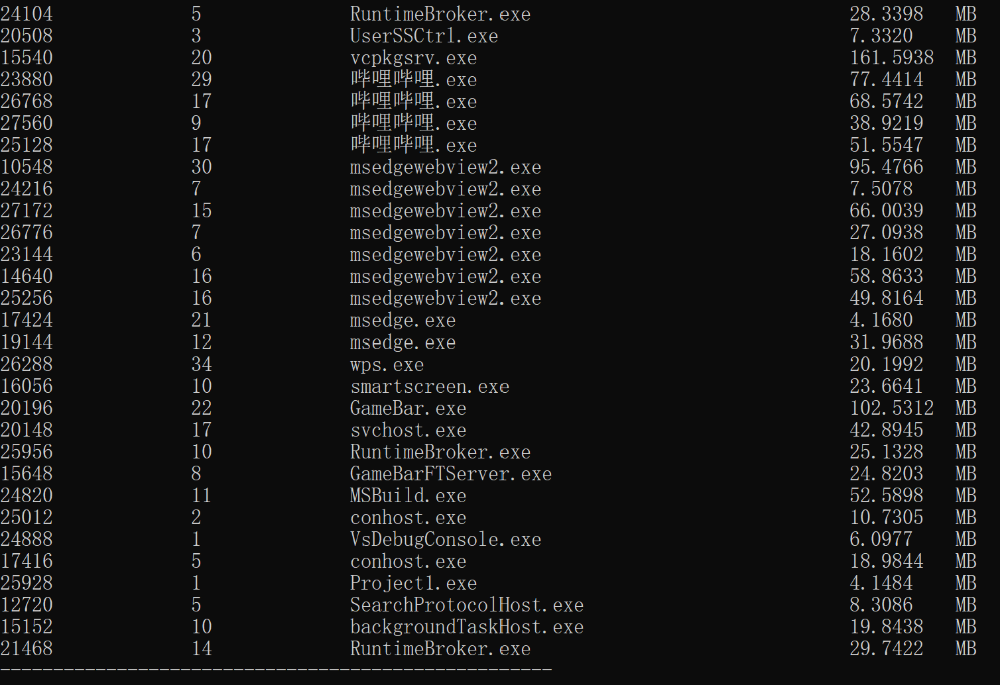 24104 5 RuntimeBroker.exe 28.3398 MB
20508 3 UserSSCtrl.exe 7.3320 MB
15540 20 vcpkgsrv.exe 161.5938 MB
23880 29 哔哩哔哩.exe 77.4414 MB
26768 17 哔哩哔哩.exe 68.5742 MB
27560 9 哔哩哔哩.exe 38.9219 MB
25128 17 哔哩哔哩.exe 51.5547 MB
10548 30 msedgewebview2.exe 95.4766 MB
24216 7 msedgewebview2.exe 7.5078 MB
27172 15 msedgewebview2.exe 66.0039 MB
26776 7 msedgewebview2.exe 27.0938 MB
23144 6 msedgewebview2.exe 18.1602 MB
14640 16 msedgewebview2.exe 58.8633 MB
25256 16 msedgewebview2.exe 49.8164 MB
17424 21 msedge.exe 4.1680 MB
19144 12 msedge.exe 31.9688 MB
26288 34 wps.exe 20.1992 MB
16056 10 smartscreen.exe 23.6641 MB
20196 22 GameBar.exe 102.5312 MB
20148 17 svchost.exe 42.8945 MB
25956 10 RuntimeBroker.exe 25.1328 MB
15648 8 GameBarFTServer.exe 24.8203 MB
24820 11 MSBuild.exe 52.5898 MB
25012 2 conhost.exe 10.7305 MB
24888 1 VsDebugConsole.exe 6.0977 MB
17416 5 conhost.exe 18.9844 MB
25928 1 Project1.exe 4.1484 MB
12720 5 SearchProtocolHost.exe 8.3086 MB
15152 10 backgroundTaskHost.exe 19.8438 MB
21468 14 RuntimeBroker.exe 29.7422 MB
----------------------------------------------------